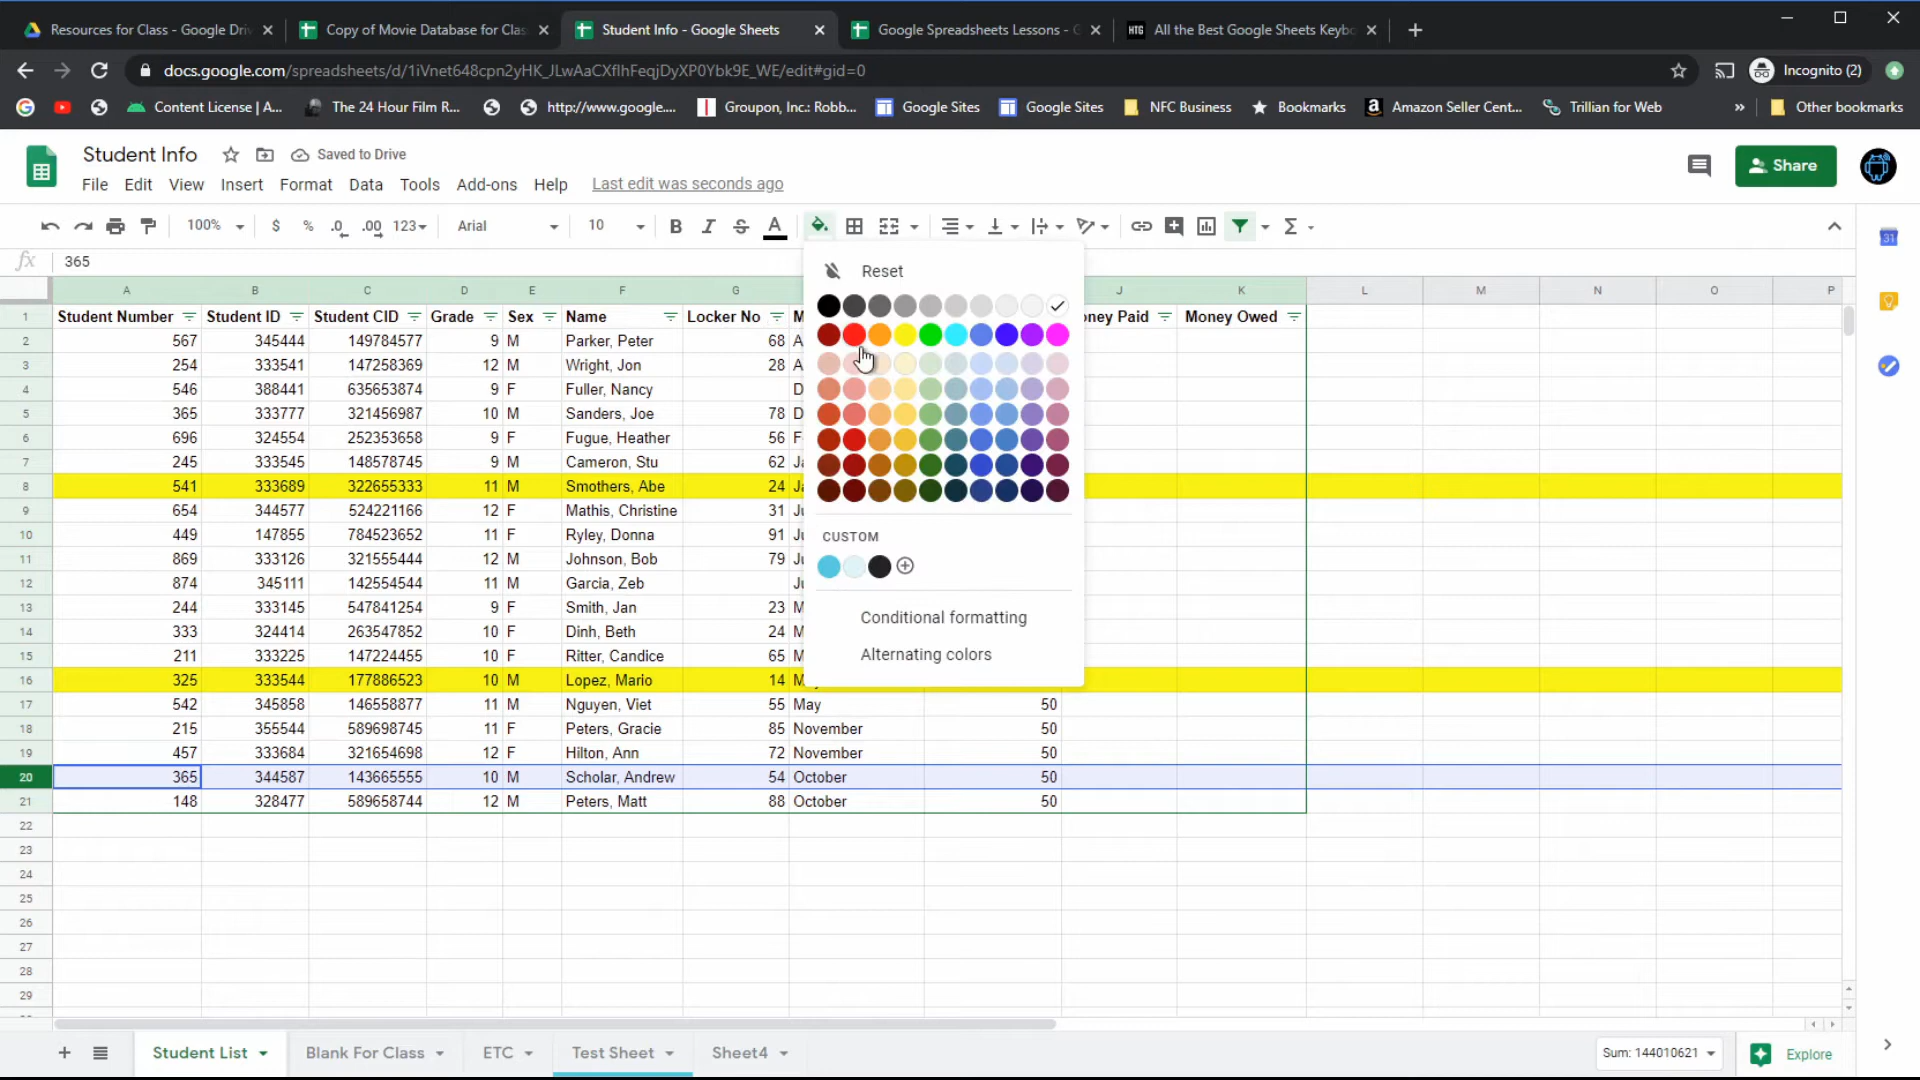 Resources for Class - Google Driv
Copy of Movie Database for Clas
Student Info - Google Sheets
Google Spreadsheets Lessons - G
HTG All the Best Google Sheets Keybo
docs.google.com/spreadsheets/d/1iVnet648cpn2yHK_JLwAaCXflhFeqjDyXP0Ybk9E_WE/edit#gid=0
Incognito (2)
Content License | A...
The 24 Hour Film R...
http://www.google....
Groupon, Inc.: Robb...
Google Sites
Google Sites
NFC Business
Bookmarks
Amazon Seller Cent...
Trillian for Web
»
Other bookmarks
Student Info
Saved to Drive
Share
File Edit View Insert Format Data Tools Add-ons Help Last edit was seconds ago
100% $ % .0 .00 123 Arial 10 B I S A Σ
31
fx 365
Reset
A B C D E F G J K L M N O P
1 Student Number Student ID Student CID Grade Sex Name Locker No M ney Paid Money Owed
2 567 345444 149784577 9 M Parker, Peter 68 A
3 254 333541 147258369 12 M Wright, Jon 28 A
4 546 388441 635653874 9 F Fuller, Nancy D
5 365 333777 321456987 10 M Sanders, Joe 78 D
6 696 324554 252353658 9 F Fugue, Heather 56 F
7 245 333545 148578745 9 M Cameron, Stu 62 Ja
8 541 333689 322655333 11 M Smothers, Abe 24 Ja
9 654 344577 524221166 12 F Mathis, Christine 31 Ju
10 449 147855 784523652 11 F Ryley, Donna 91 Ju
CUSTOM
11 869 333126 321555444 12 M Johnson, Bob 79 Ju
12 874 345111 142554544 11 M Garcia, Zeb Ju
13 244 333145 547841254 9 F Smith, Jan 23 M
Conditional formatting
14 333 324414 263547852 10 F Dinh, Beth 24 M
15 211 333225 147224455 10 F Ritter, Candice 65 M
Alternating colors
16 325 333544 177886523 10 M Lopez, Mario 14 May
17 542 345858 146558877 11 M Nguyen, Viet 55 May 50
18 215 355544 589698745 11 F Peters, Gracie 85 November 50
19 457 333684 321654698 12 F Hilton, Ann 72 November 50
20 365 344587 143665555 10 M Scholar, Andrew 54 October 50
21 148 328477 589658744 12 M Peters, Matt 88 October 50
22
23
24
25
26
27
28
29
Student List Blank For Class ETC Test Sheet Sheet4 Sum: 144010621 Explore